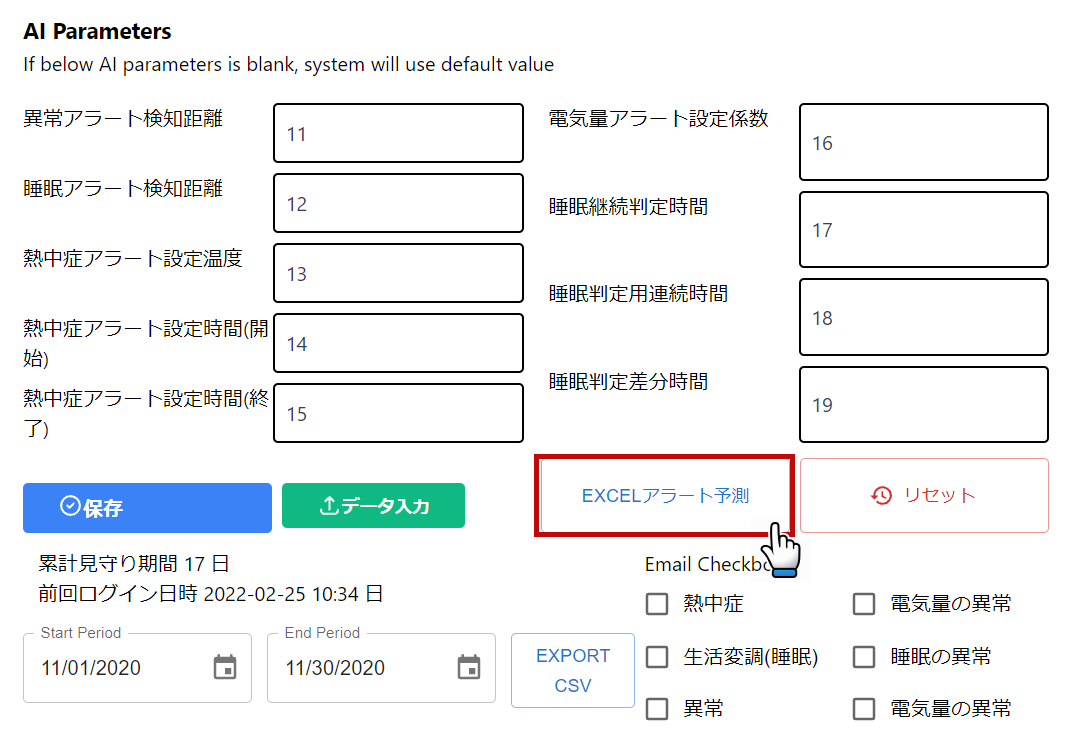 AI Parameters
If below AI parameters is blank, system will use default value
異常アラート検知距離
11
睡眠アラート検知距離
12
熱中症アラート設定温度
13
熱中症アラート設定時間(開
始)
14
熱中症アラート設定時間(終
了)
15
電気量アラート設定係数
16
睡眠継続判定時間
17
睡眠判定用連続時間
18
睡眠判定差分時間
19
保存
データ入力
EXCELアラート予測
リセット
累計見守り期間 17 日
前回ログイン日時 2022-02-25 10:34 日
Start Period
11/01/2020
End Period
11/30/2020
EXPORT
CSV
Email
熱中症
電気量の異常
生活変調(睡眠)
睡眠の異常
異常
電気量の異常